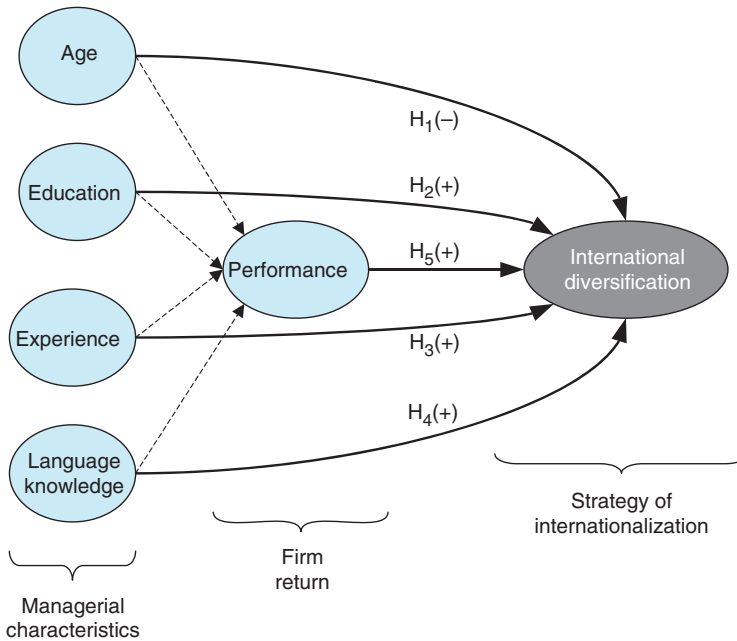 Age
H1(–)
Education
H2(+)
Performance
H5(+)
International
diversification
Experience
H3(+)
H4(+)
Language
knowledge
Strategy of
internationalization
Firm
return
Managerial
characteristics